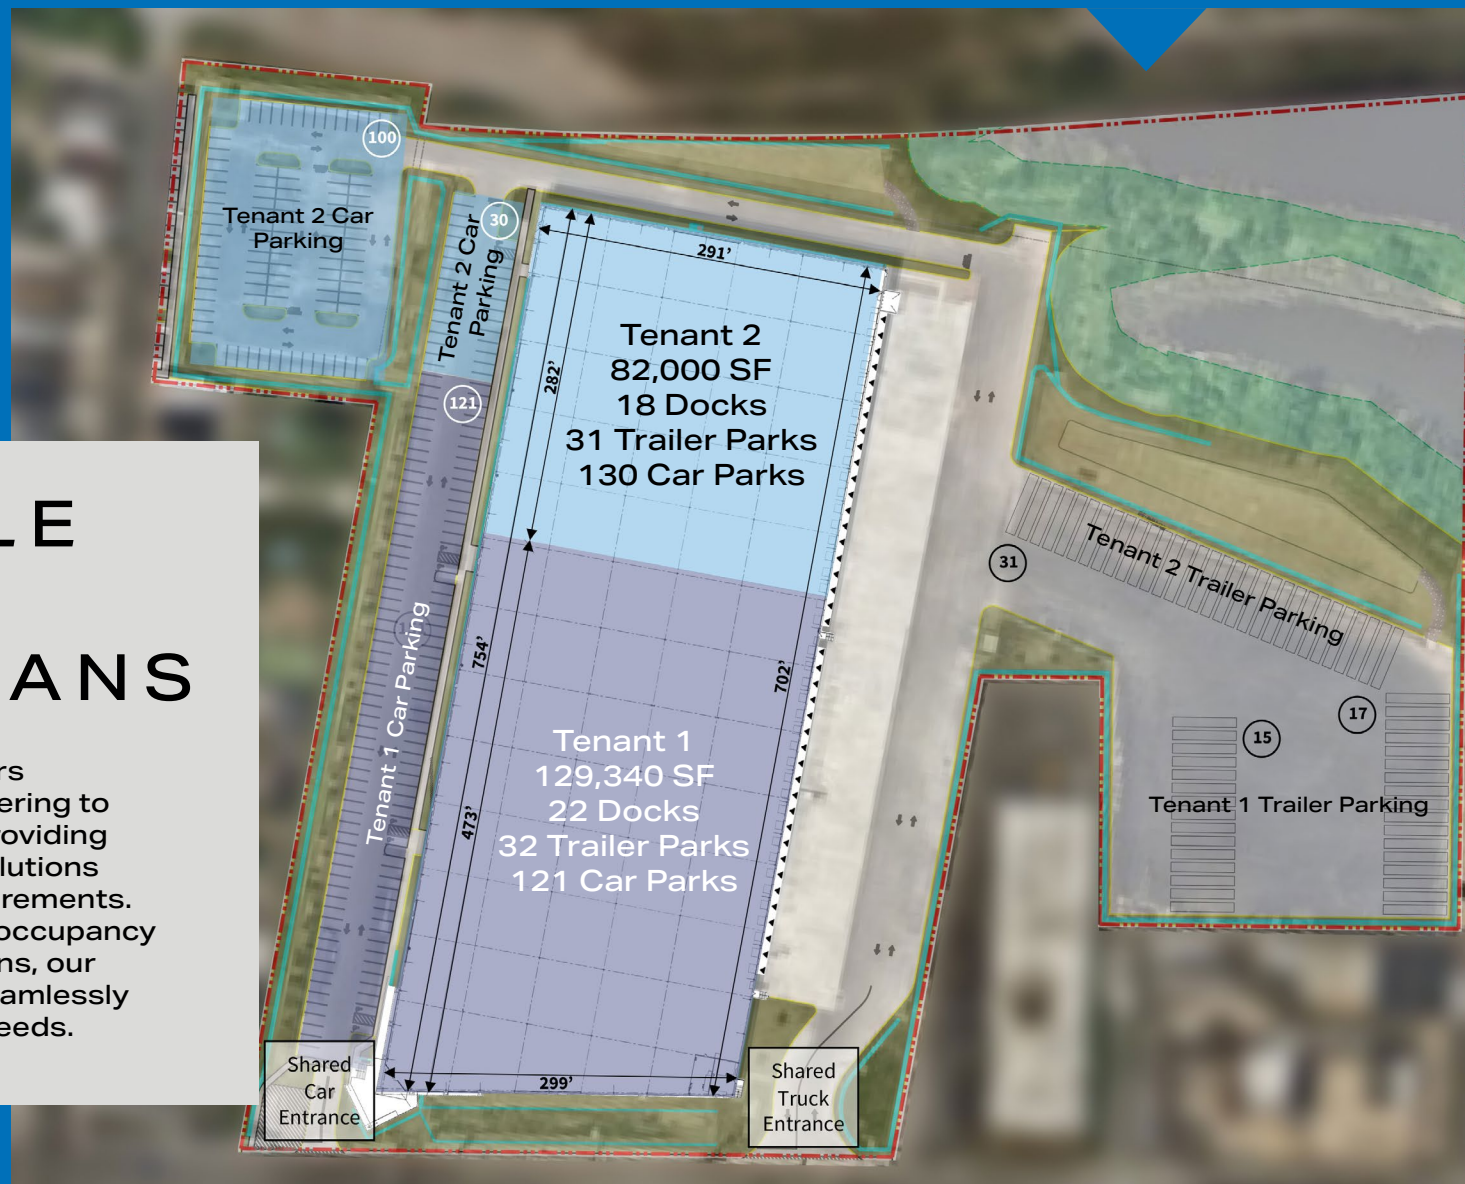 100
Tenant 2 Car
Parking
30
Tenant 2 Car
Parking
291'
282'
Tenant 2
82,000 SF
18 Docks
31 Trailer Parks
130 Car Parks
121
31
Tenant 2 Trailer Parking
LE
ANS
rs
ering to
roviding
lutions
rements.
occupancy
ns, our
amlessly
eeds.
Tenant 1 Car Parking
754'
702'
473'
Tenant 1
129,340 SF
22 Docks
32 Trailer Parks
121 Car Parks
17
15
Tenant 1 Trailer Parking
299'
Shared
Car
Entrance
Shared
Truck
Entrance